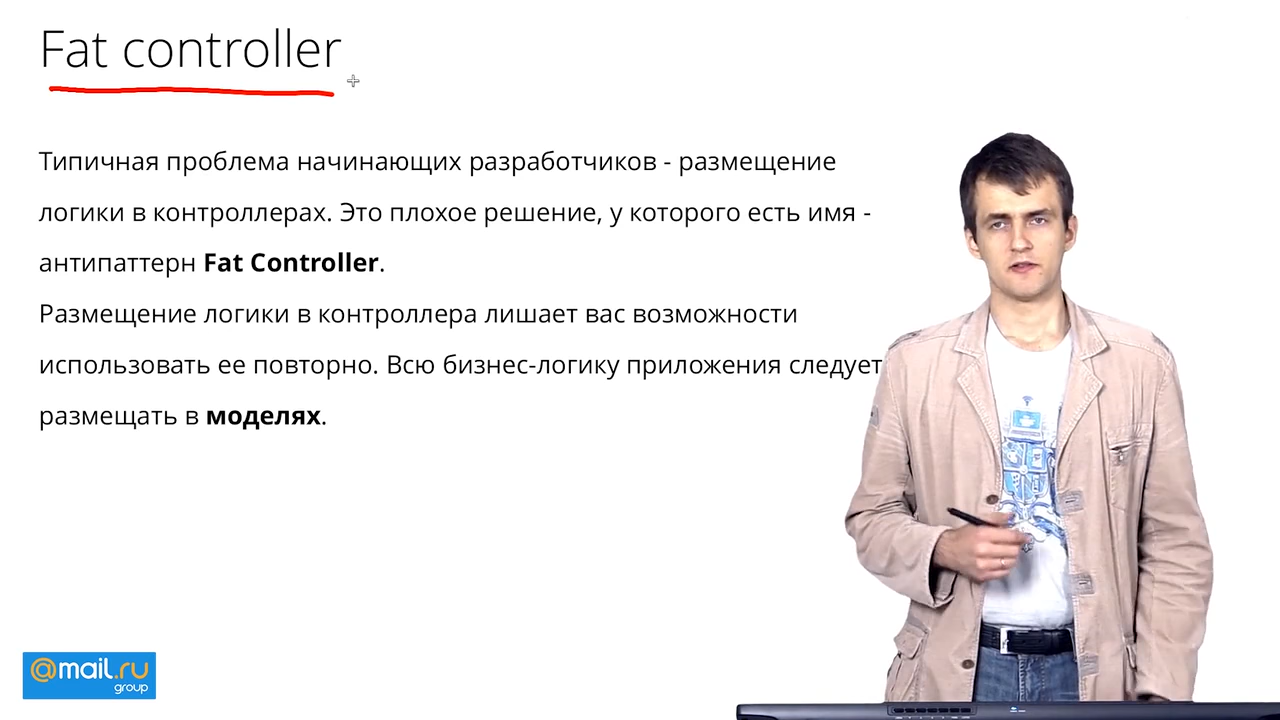 Fat controller
Типичная проблема начинающих разработчиков - размещение
логики в контроллерах. Это плохое решение, у которого есть имя -
антипаттерн Fat Controller.
Размещение логики в контроллера лишает вас возможности
использовать ее повторно. Всю бизнес-логику приложения следует
размещать в моделях.
@mail.ru
group